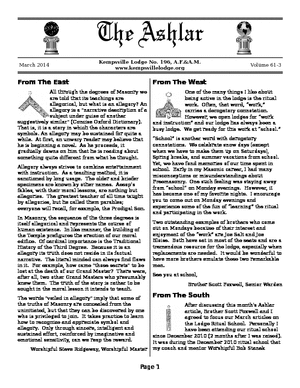 The Ashlar
Kempsville Lodge No. 196, A.F.&A.M.
March 2014
www.kempsvillelodge.org
Volume 61-3
From The East
All through the degrees of Masonry we
are told that its teachings are
allegorical, but what is an allegory? An
allegory is a "narrative description of a
subject under guise of another
suggestively similar" [Concise Oxford Dictionary].
That is, it is a story in which the characters are
symbols. An allegory may be sustained for quite a
while. At first, an unwary reader may believe that
he is beginning a novel. As he proceeds, it
gradually dawns on him that he is reading about
something quite different from what he thought.
Allegory always strives to combine entertainment
with instruction. As a teaching method, it is
sanctioned by long usage. The older and briefer
specimens are known by other names. Aesop's
fables, with their moral lessons, are nothing but
allegories. The greatest teacher of all time taught
by allegories, but he called them parables;
everyone will recall, for example, the Prodigal Son.
In Masonry, the sequence of the three degrees is
itself allegorical and represents the course of
human existence. In like manner, the building of
the Temple prefigures the erection of our moral
edifice. Of cardinal importance is the Traditional
History of the Third Degree. Because it is an
allegory its truth does not reside in its factual
narrative. The literal minded can always find flaws
in it. For example, how came "those secrets" to be
lost at the death of our Grand Master? There were,
after all, two other Grand Masters who presumably
knew them. The truth of the story is rather to be
sought in the moral lesson it intends to teach.
The words "veiled in allegory" imply that some of
the truths of Masonry are concealed from the
uninitiated, but that they can be discovered by one
who is privileged to join. It takes practice to learn
how to recognize and appreciate symbol and
allegory. Only through sincere, intelligent and
sustained effort, reinforced by imaginative and
emotional sensitivity, can we reap the reward.
Worshipful Steve Ridgeway, Worshipful Master
From The West
One of the many things I like about
being active in the lodge is the ritual
work. Often, that word, "work,"
carries a derogatory connotation.
However, we open lodges for "work
and instruction" and our lodge has always been a
busy lodge. We get ready for this work at "school."
"School" is another word with derogatory
connotations. We celebrate snow days (except
when we have to make them up on Saturdays),
Spring breaks, and summer vacations from school.
Yet, we have fond memories of our time spent in
school. Early in my Masonic career, I had many
misconceptions or misunderstandings about
Freemasonry. One such feeling was staying away
from "school" on Monday evenings. However, it
has become one of my favorite nights. I encourage
you to come out on Monday evenings and
experience some of the fun of "learning" the ritual
and participating in the work.
Two outstanding examples of brothers who came
out on Mondays because of their interest and
enjoyment of the "work" are Joe Salt and Joe
Niess. Both have sat in most of the seats and are a
tremendous resource for the lodge, especially when
replacements are needed. It would be wonderful to
have more brothers emulate these two remarkable
men.
See you at school,
Brother Scott Foxwell, Senior Warden
From The South
After discussing this month's Ashlar
article, Brother Scott Foxwell and I
agreed to focus our March articles
on the Lodge Ritual School. Personally I
have been attending our ritual school
since December 2010 (2 months after I was raised).
It was during the December 2010 ritual school that
my coach and mentor Worshipful Bob Stanek
Page 1